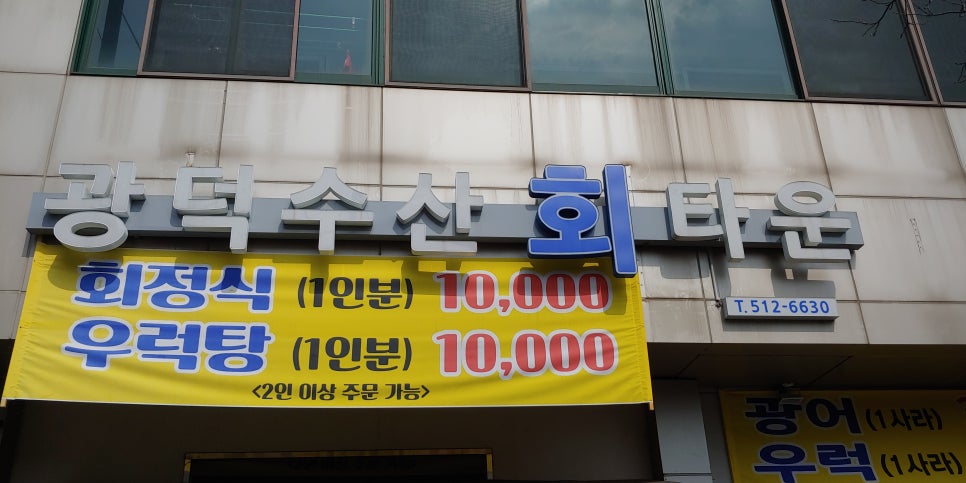 광덕수산회타운
T.512-6630
회정식 (1인분) 10,000
우럭탕 (1인분) 10,000
<2인 이상 주문 가능>
광어 (1사라)
우럭 (1사라)